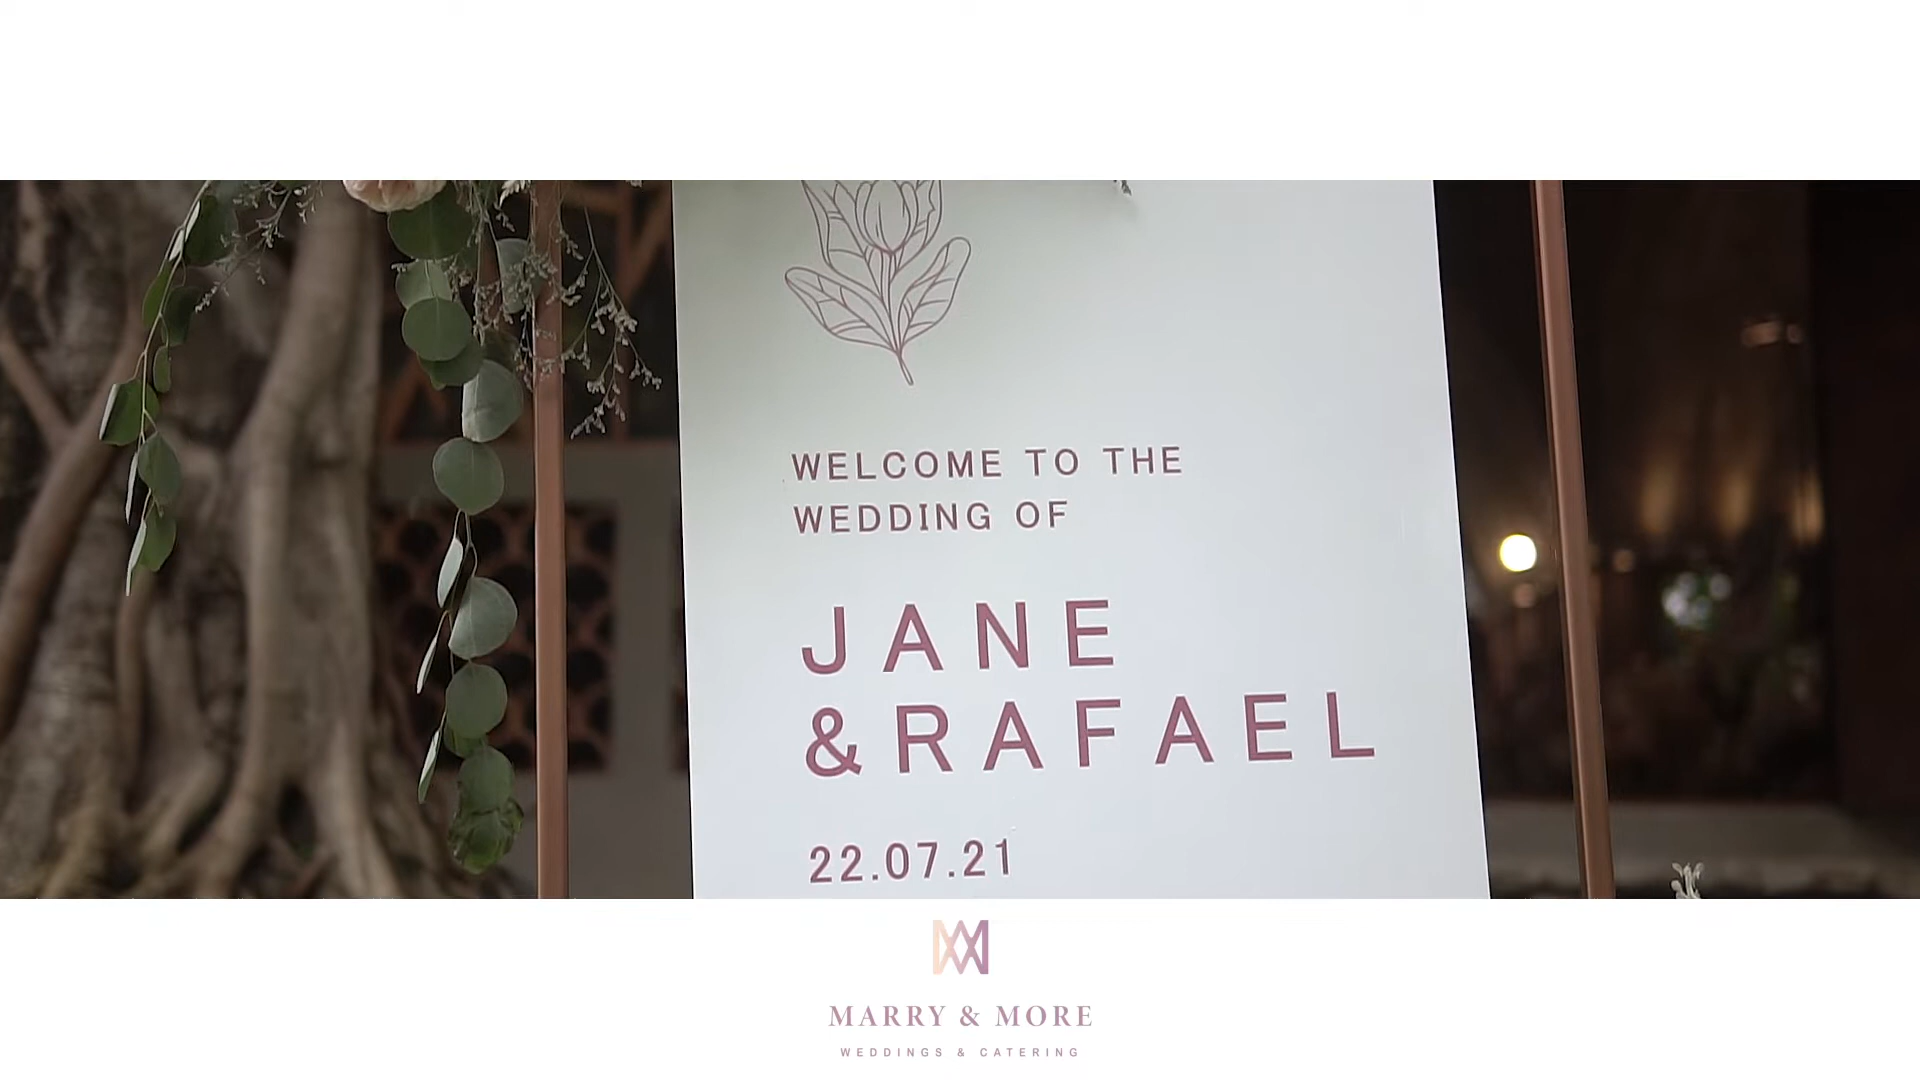 WELCOME TO THE
WEDDING OF
JANE
&RAFAEL
22.07.21
MARRY & MORE
WEDDINGS & CATERING